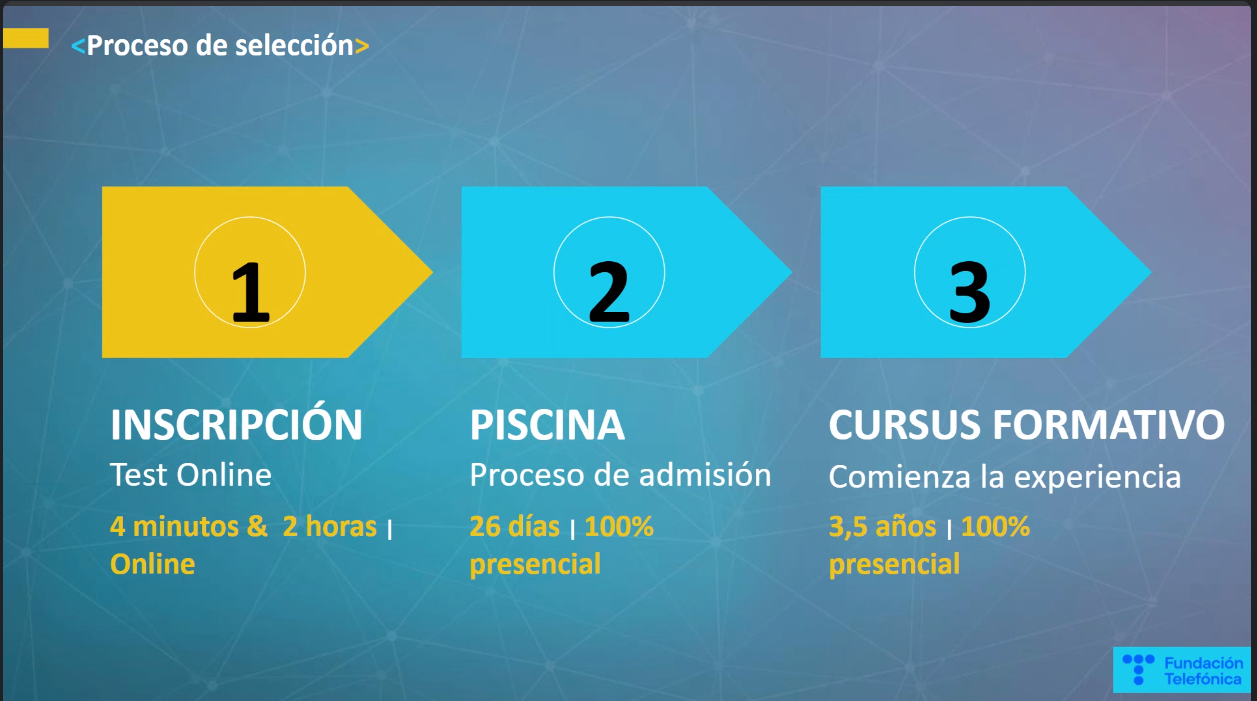 <Proceso de selección>
1
2
3
INSCRIPCIÓN
Test Online
4 minutos & 2 horas |
Online
PISCINA
Proceso de admisión
26 días | 100%
presencial
CURSUS FORMATIVO
Comienza la experiencia
3,5 años | 100%
presencial
Fundación
Telefónica